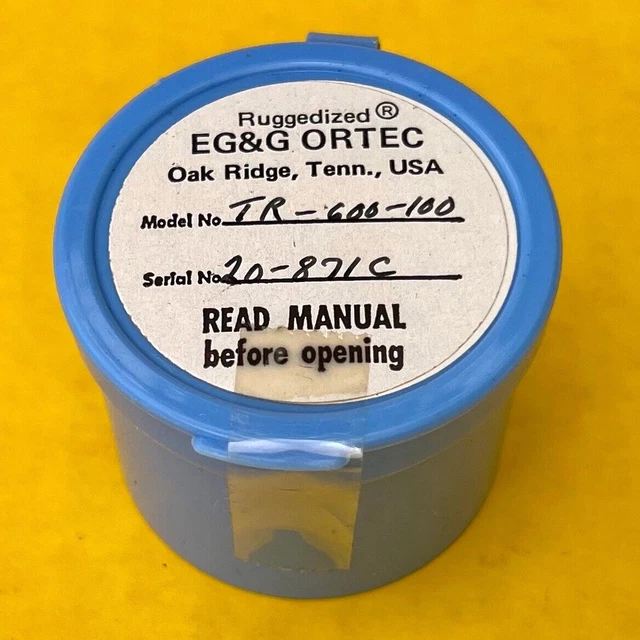 Ruggedized ®
EG&G ORTEC
Oak Ridge, Tenn., USA
Model No. TR-600-100
Serial No. 20-871C
READ MANUAL
before opening